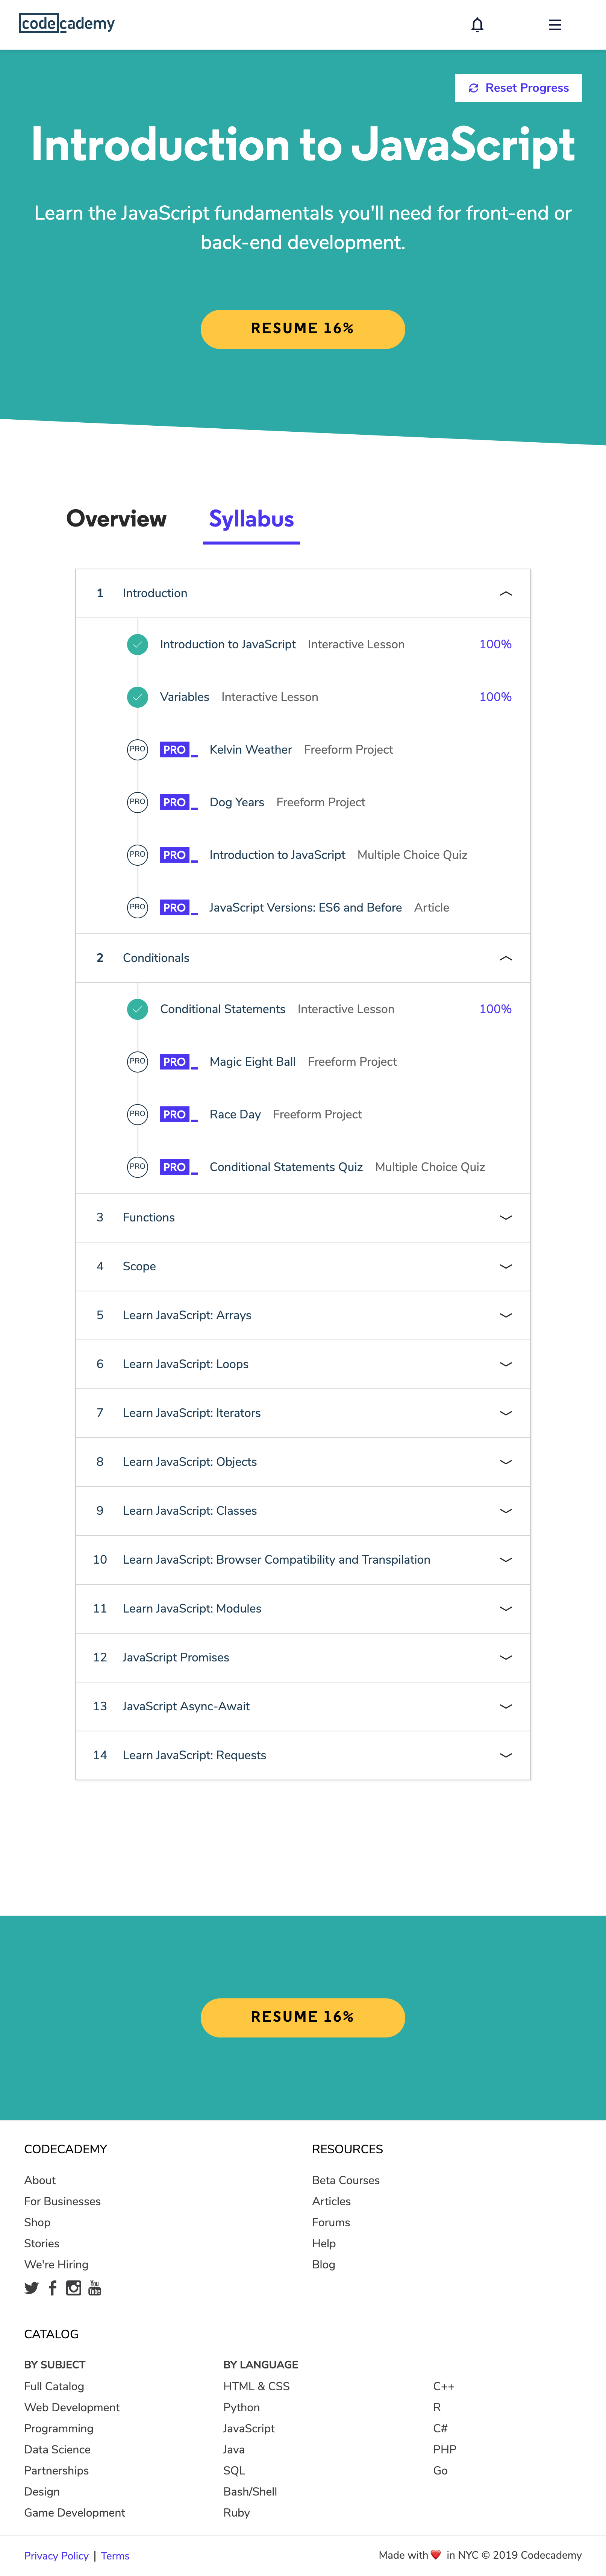 codecademy
Reset Progress
Introduction to JavaScript
Learn the JavaScript fundamentals you'll need for front-end or
back-end development.
RESUME 16%
Overview Syllabus
1 Introduction
Introduction to JavaScript Interactive Lesson 100%
Variables Interactive Lesson 100%
PRO PRO_ Kelvin Weather Freeform Project
PRO PRO_ Dog Years Freeform Project
PRO PRO_ Introduction to JavaScript Multiple Choice Quiz
PRO PRO_ JavaScript Versions: ES6 and Before Article
2 Conditionals
Conditional Statements Interactive Lesson 100%
PRO PRO_ Magic Eight Ball Freeform Project
PRO PRO_ Race Day Freeform Project
PRO PRO_ Conditional Statements Quiz Multiple Choice Quiz
3 Functions
4 Scope
5 Learn JavaScript: Arrays
6 Learn JavaScript: Loops
7 Learn JavaScript: Iterators
8 Learn JavaScript: Objects
9 Learn JavaScript: Classes
10 Learn JavaScript: Browser Compatibility and Transpilation
11 Learn JavaScript: Modules
12 JavaScript Promises
13 JavaScript Async-Await
14 Learn JavaScript: Requests
RESUME 16%
CODECADEMY
About
For Businesses
Shop
Stories
We're Hiring
You Tube
RESOURCES
Beta Courses
Articles
Forums
Help
Blog
CATALOG
BY SUBJECT
Full Catalog
Web Development
Programming
Data Science
Partnerships
Design
Game Development
BY LANGUAGE
HTML & CSS
Python
JavaScript
Java
SQL
Bash/Shell
Ruby
C++
R
C#
PHP
Go
Privacy Policy | Terms
Made with ❤️ in NYC © 2019 Codecademy